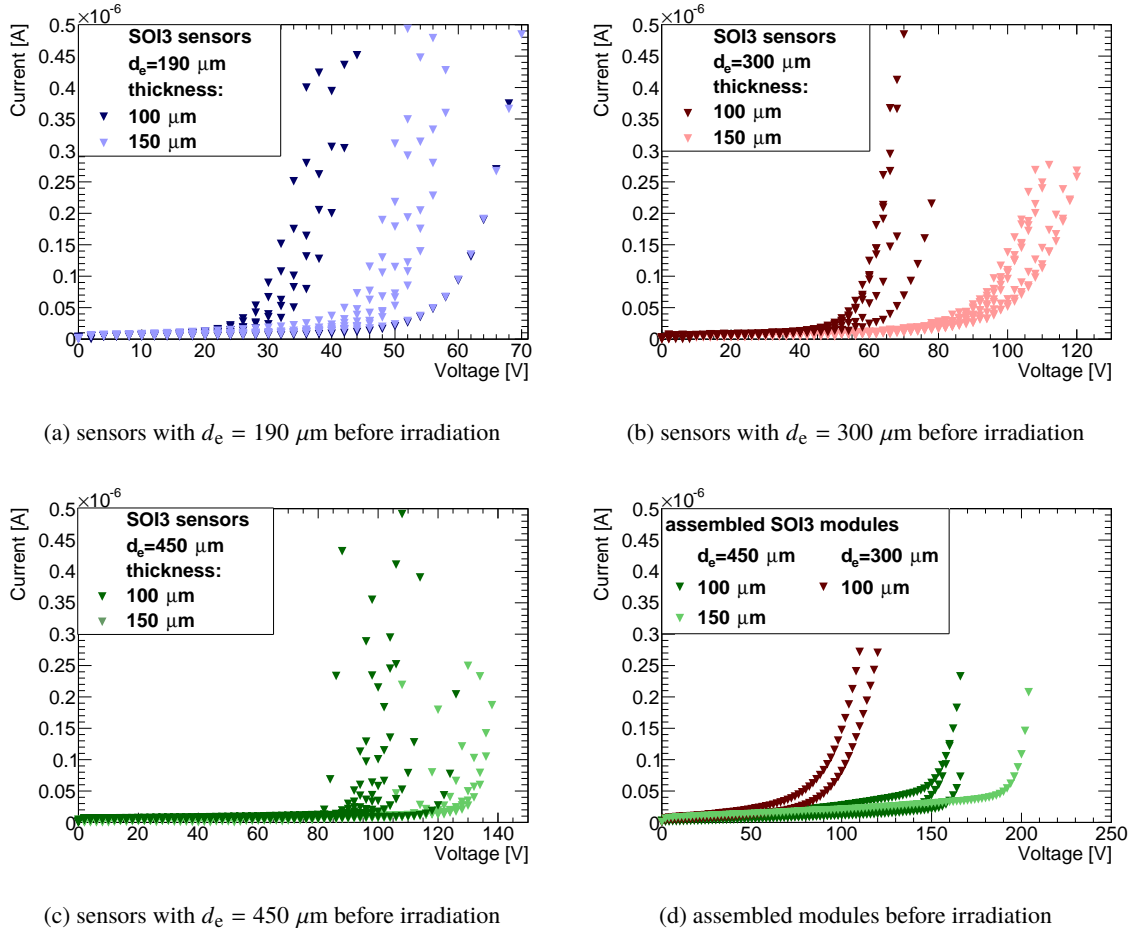 ×10⁻⁶
Current [A]
0.5
0.45
0.4
0.35
0.3
0.25
0.2
0.15
0.1
0.05
0
SOI3 sensors
dₑ=190 μm
thickness:
100 μm
150 μm
0 10 20 30 40 50 60 70
Voltage [V]
(a) sensors with dₑ = 190 μm before irradiation
×10⁻⁶
Current [A]
0.5
0.45
0.4
0.35
0.3
0.25
0.2
0.15
0.1
0.05
0
SOI3 sensors
dₑ=300 μm
thickness:
100 μm
150 μm
0 20 40 60 80 100 120
Voltage [V]
(b) sensors with dₑ = 300 μm before irradiation
×10⁻⁶
Current [A]
0.5
0.45
0.4
0.35
0.3
0.25
0.2
0.15
0.1
0.05
0
SOI3 sensors
dₑ=450 μm
thickness:
100 μm
150 μm
0 20 40 60 80 100 120 140
Voltage [V]
(c) sensors with dₑ = 450 μm before irradiation
×10⁻⁶
Current [A]
0.5
0.45
0.4
0.35
0.3
0.25
0.2
0.15
0.1
0.05
0
assembled SOI3 modules
dₑ=450 μm dₑ=300 μm
100 μm 100 μm
150 μm
0 50 100 150 200 250
Voltage [V]
(d) assembled modules before irradiation